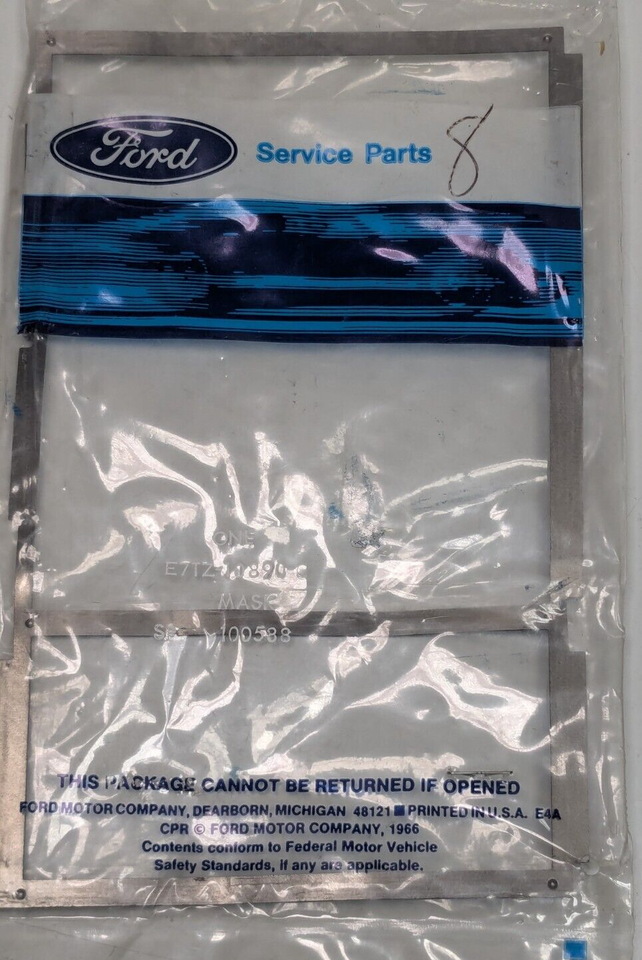 Ford Service Parts 8
ONE
MASK
100588
THIS PACKAGE CANNOT BE RETURNED IF OPENED
FORD MOTOR COMPANY, DEARBORN, MICHIGAN 48121 ■ PRINTED IN U.S.A. E4A
CPR © FORD MOTOR COMPANY, 1966
Contents conform to Federal Motor Vehicle
Safety Standards, if any are applicable.